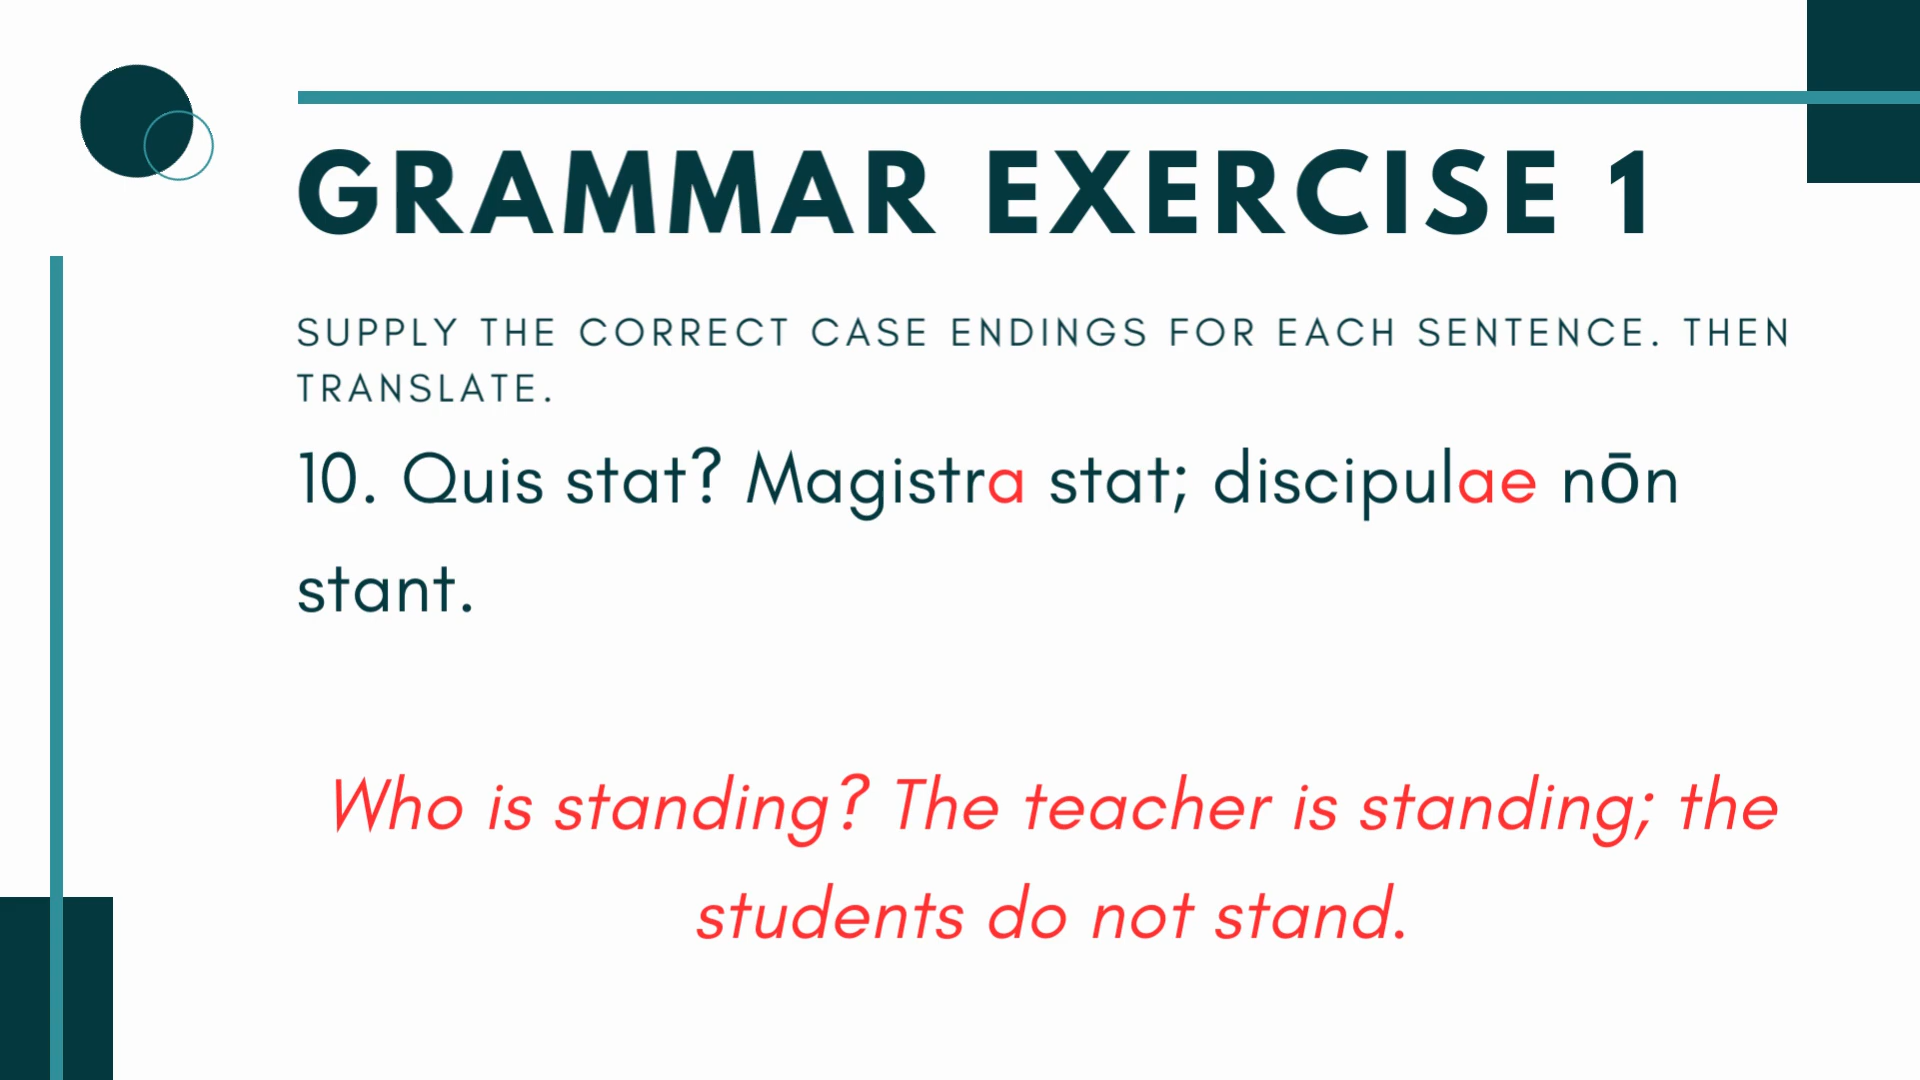 GRAMMAR EXERCISE 1
SUPPLY THE CORRECT CASE ENDINGS FOR EACH SENTENCE. THEN
TRANSLATE.
10. Quis stat? Magistra stat; discipulae nōn
stant.
Who is standing? The teacher is standing; the
students do not stand.